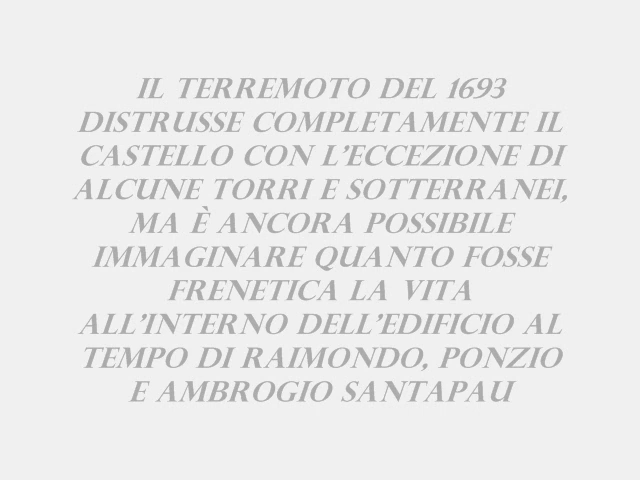 IL TERREMOTO DEL 1693
DISTRUSSE COMPLETAMENTE IL
CASTELLO CON L'ECCEZIONE DI
ALCUNE TORRI E SOTTERRANEI,
MA È ANCORA POSSIBILE
IMMAGINARE QUANTO FOSSE
FRENETICA LA VITA
ALL'INTERNO DELL'EDIFICIO AL
TEMPO DI RAIMONDO, PONZIO
E AMBROGIO SANTAPAU